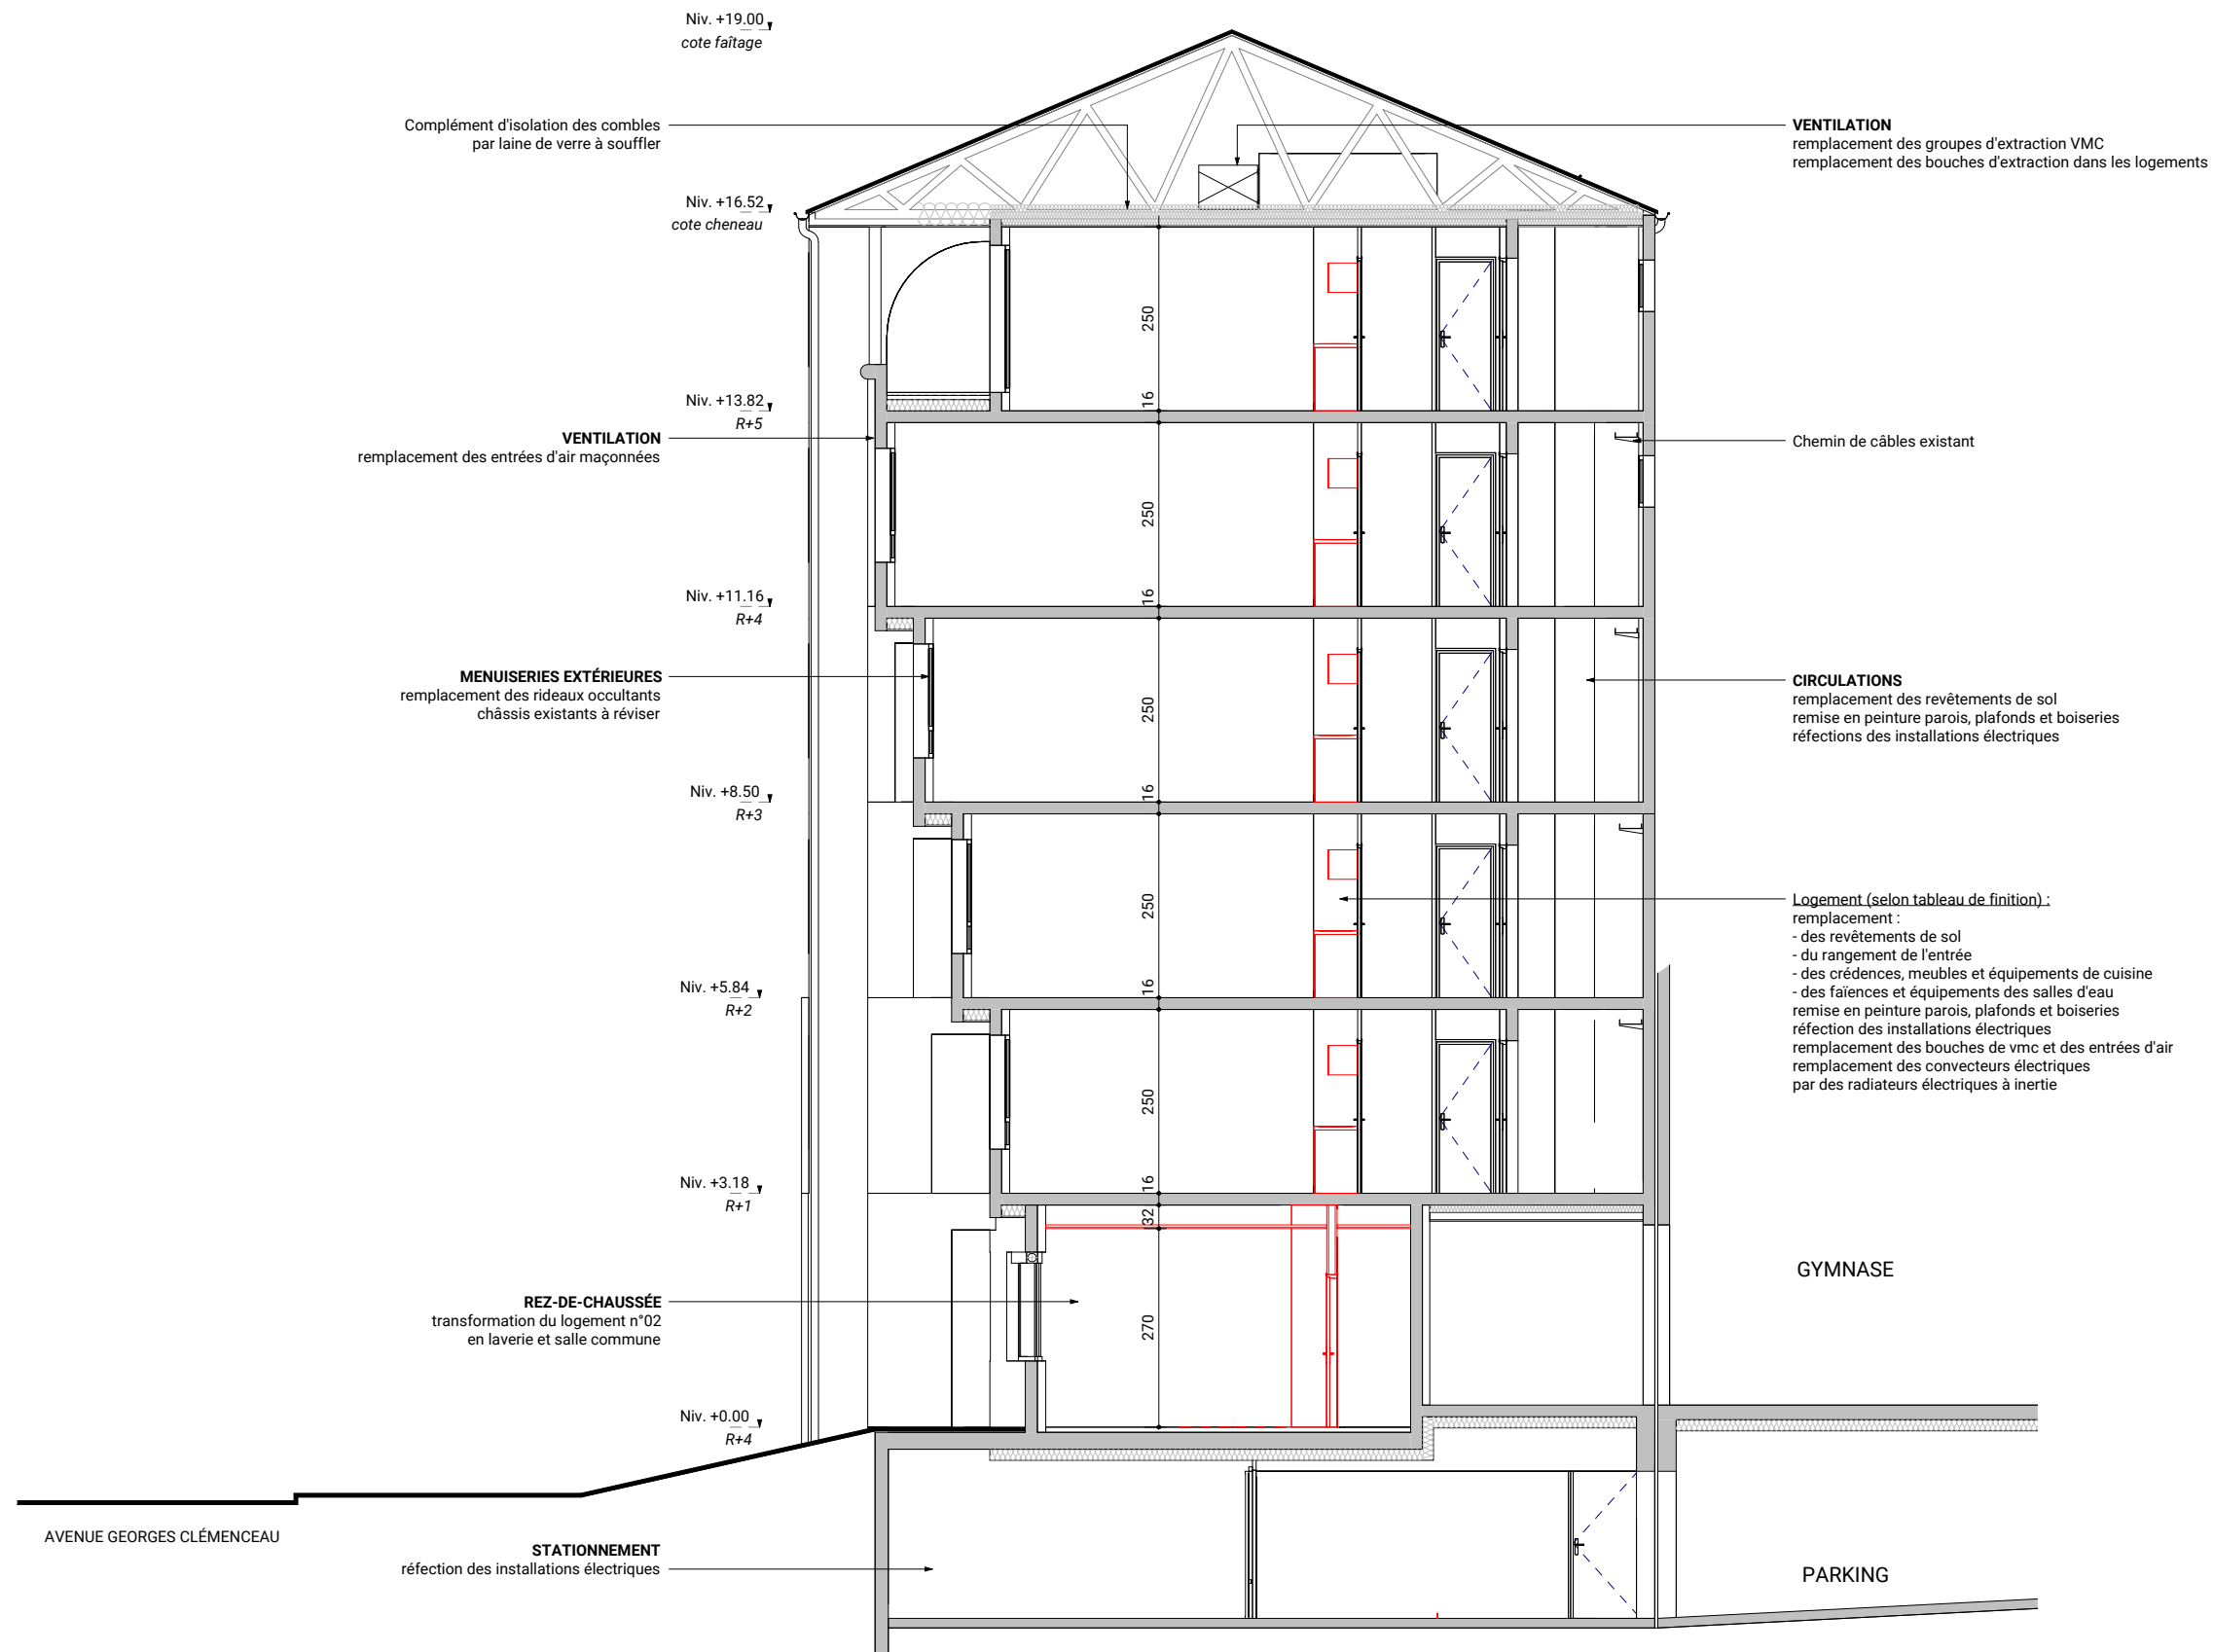 Niv. +19.00
cote faîtage
Complément d'isolation des combles
par laine de verre à souffler
VENTILATION
remplacement des groupes d'extraction VMC
remplacement des bouches d'extraction dans les logements
Niv. +16.52
cote cheneau
250
16
Niv. +13.82
R+5
VENTILATION
remplacement des entrées d'air maçonnées
Chemin de câbles existant
250
16
Niv. +11.16
R+4
MENUISERIES EXTÉRIEURES
remplacement des rideaux occultants
châssis existants à réviser
CIRCULATIONS
remplacement des revêtements de sol
remise en peinture parois, plafonds et boiseries
réfections des installations électriques
250
16
Niv. +8.50
R+3
Logement (selon tableau de finition) :
remplacement :
- des revêtements de sol
- du rangement de l'entrée
- des crédences, meubles et équipements de cuisine
- des faïences et équipements des salles d'eau
remise en peinture parois, plafonds et boiseries
réfection des installations électriques
remplacement des bouches de vmc et des entrées d'air
remplacement des convecteurs électriques
par des radiateurs électriques à inertie
250
16
Niv. +5.84
R+2
250
16
Niv. +3.18
R+1
32
GYMNASE
REZ-DE-CHAUSSÉE
transformation du logement n°02
en laverie et salle commune
270
Niv. +0.00
R+4
AVENUE GEORGES CLÉMENCEAU
STATIONNEMENT
réfection des installations électriques
PARKING